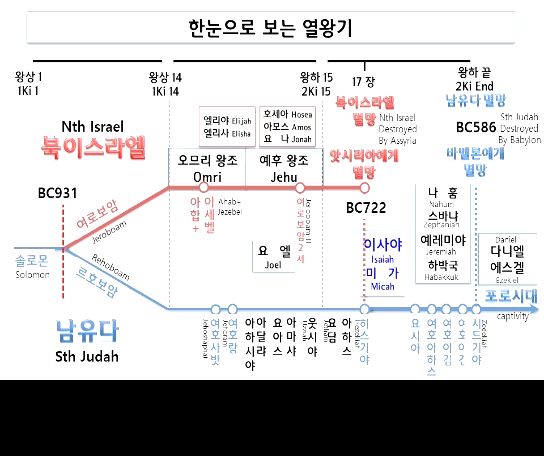 한눈으로 보는 열왕기
왕상 1
1Ki 1
왕상 14
1Ki 14
왕하 15
2Ki 15
17 장
왕하 끝
2Ki End
엘리야 Elijah
엘리사 Elisha
호세아 Hosea
아모스 Amos
요 나 Jonah
북이스라엘
멸망
Nth Israel
Destroyed
By Assyria
앗시리아에게
멸망
남유다 멸망
BC586
Sth Judah
Destroyed
By Babylon
바벨론에게
멸망
Nth Israel
북이스라엘
오므리 왕조
Omri
예후 왕조
Jehu
BC931
여로보암
Jeroboam
아합+
이세벨
Ahab+
Jezebel
여로보암2세
Jeroboam II
BC722
나 훔
Nahum
스바냐
Zephanian
예레미야
Jeremiah
하박국
Habakkuk
이사야
Isaiah
미 가
Micah
요 엘
Joel
Daniel
다니엘
에스겔
Ezekiel
솔로몬
Solomon
Rehoboam
르호보암
포로시대
captivity
남유다
Sth Judah
여호사밧
여호람
아하시야
아달랴
요아스
아마샤
웃시야
요담
아하스
히스기야
요시아
여호아하스
여호야김
여호야긴
시드기야